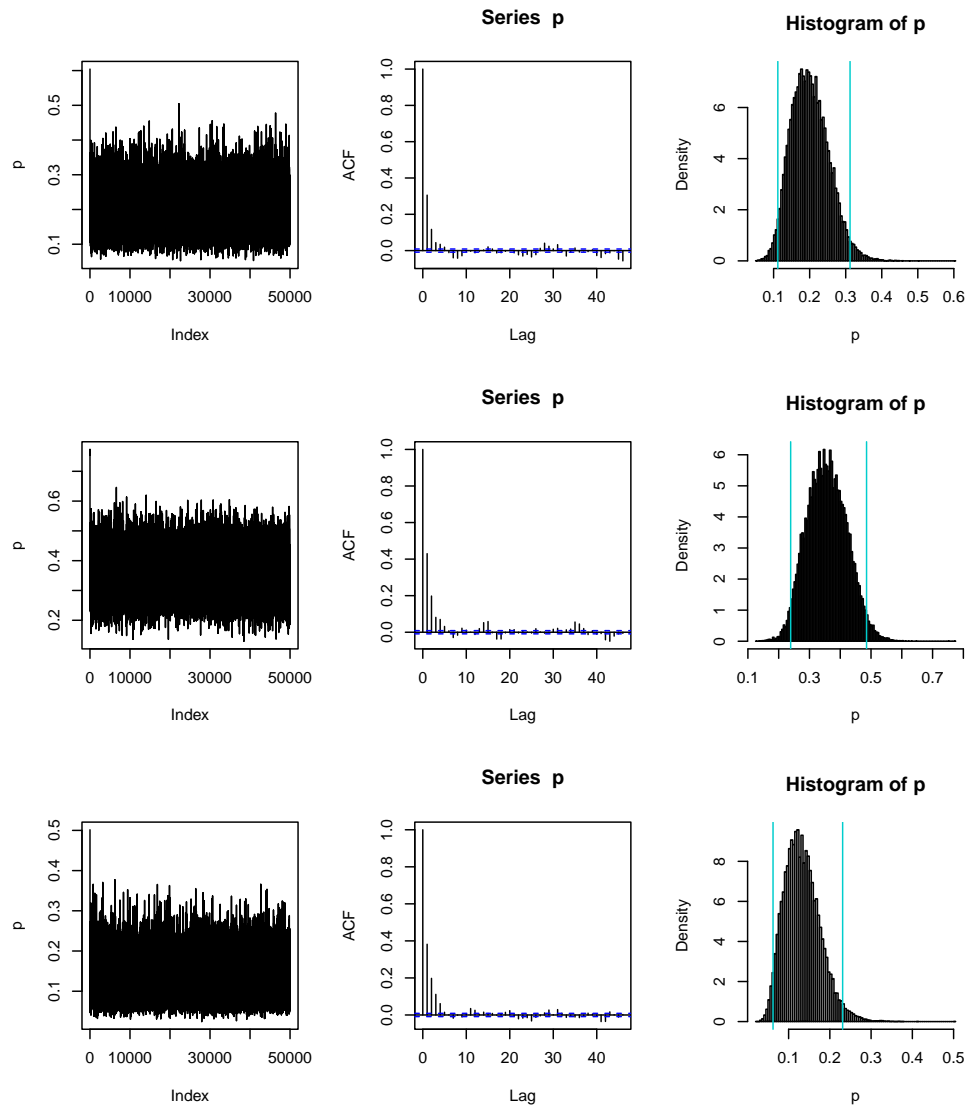 Series p
Histogram of p
p
0.1 0.3 0.5
0 10000 30000 50000
Index
ACF
0.0 0.2 0.4 0.6 0.8 1.0
0 10 20 30 40
Lag
Density
0 2 4 6
0.1 0.2 0.3 0.4 0.5 0.6
p
Series p
Histogram of p
p
0.2 0.4 0.6
0 10000 30000 50000
Index
ACF
0.0 0.2 0.4 0.6 0.8 1.0
0 10 20 30 40
Lag
Density
0 1 2 3 4 5 6
0.1 0.3 0.5 0.7
p
Series p
Histogram of p
p
0.1 0.2 0.3 0.4 0.5
0 10000 30000 50000
Index
ACF
0.0 0.2 0.4 0.6 0.8 1.0
0 10 20 30 40
Lag
Density
0 2 4 6 8
0.1 0.2 0.3 0.4 0.5
p